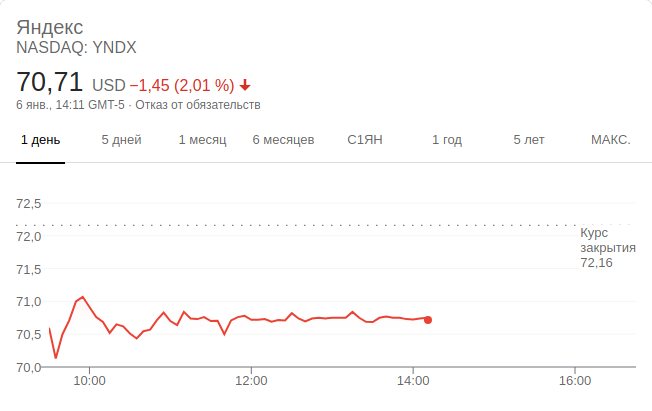 Яндекс
NASDAQ: YNDX
70,71 USD −1,45 (2,01 %)
6 янв., 14:11 GMT-5 · Отказ от обязательств
1 день 5 дней 1 месяц 6 месяцев С1ЯН 1 год 5 лет МАКС.
72,5
72,0
71,5
71,0
70,5
70,0
Курс
закрытия
72,16
10:00 12:00 14:00 16:00